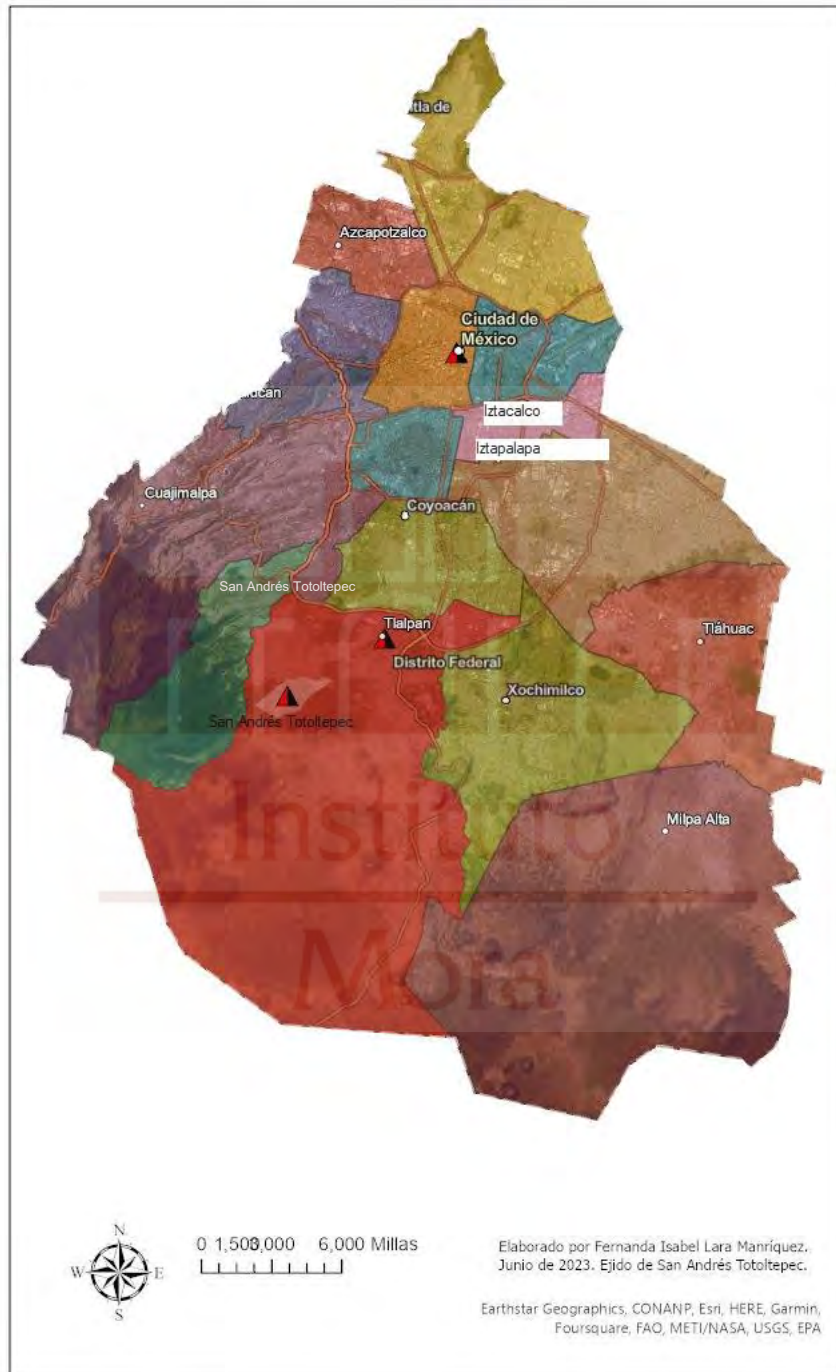 tla de
Azcapotzalco
Ciudad de
México
ucán
Iztacalco
Iztapalapa
Cuajimalpa
Coyoacán
San Andrés Totoltepec
Tlalpan
Tláhuac
Distrito Federal
Xochimilco
San Andrés Totoltepec
Instituto
Milpa Alta
Mora
N
W
E
S
0 1,500 3,000 6,000 Millas
Elaborado por Fernanda Isabel Lara Manríquez.
Junio de 2023. Ejido de San Andrés Totoltepec.
Earthstar Geographics, CONANP, Esri, HERE, Garmin,
Foursquare, FAO, METI/NASA, USGS, EPA